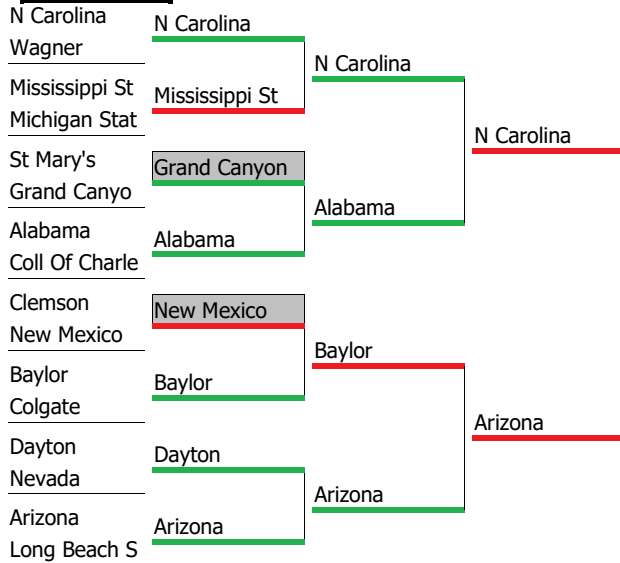 N Carolina
Wagner
Mississippi St
Michigan Stat
St Mary's
Grand Canyo
Alabama
Coll Of Charle
Clemson
New Mexico
Baylor
Colgate
Dayton
Nevada
Arizona
Long Beach S
N Carolina
Mississippi St
Grand Canyon
Alabama
New Mexico
Baylor
Dayton
Arizona
N Carolina
Alabama
Baylor
Arizona
N Carolina
Arizona